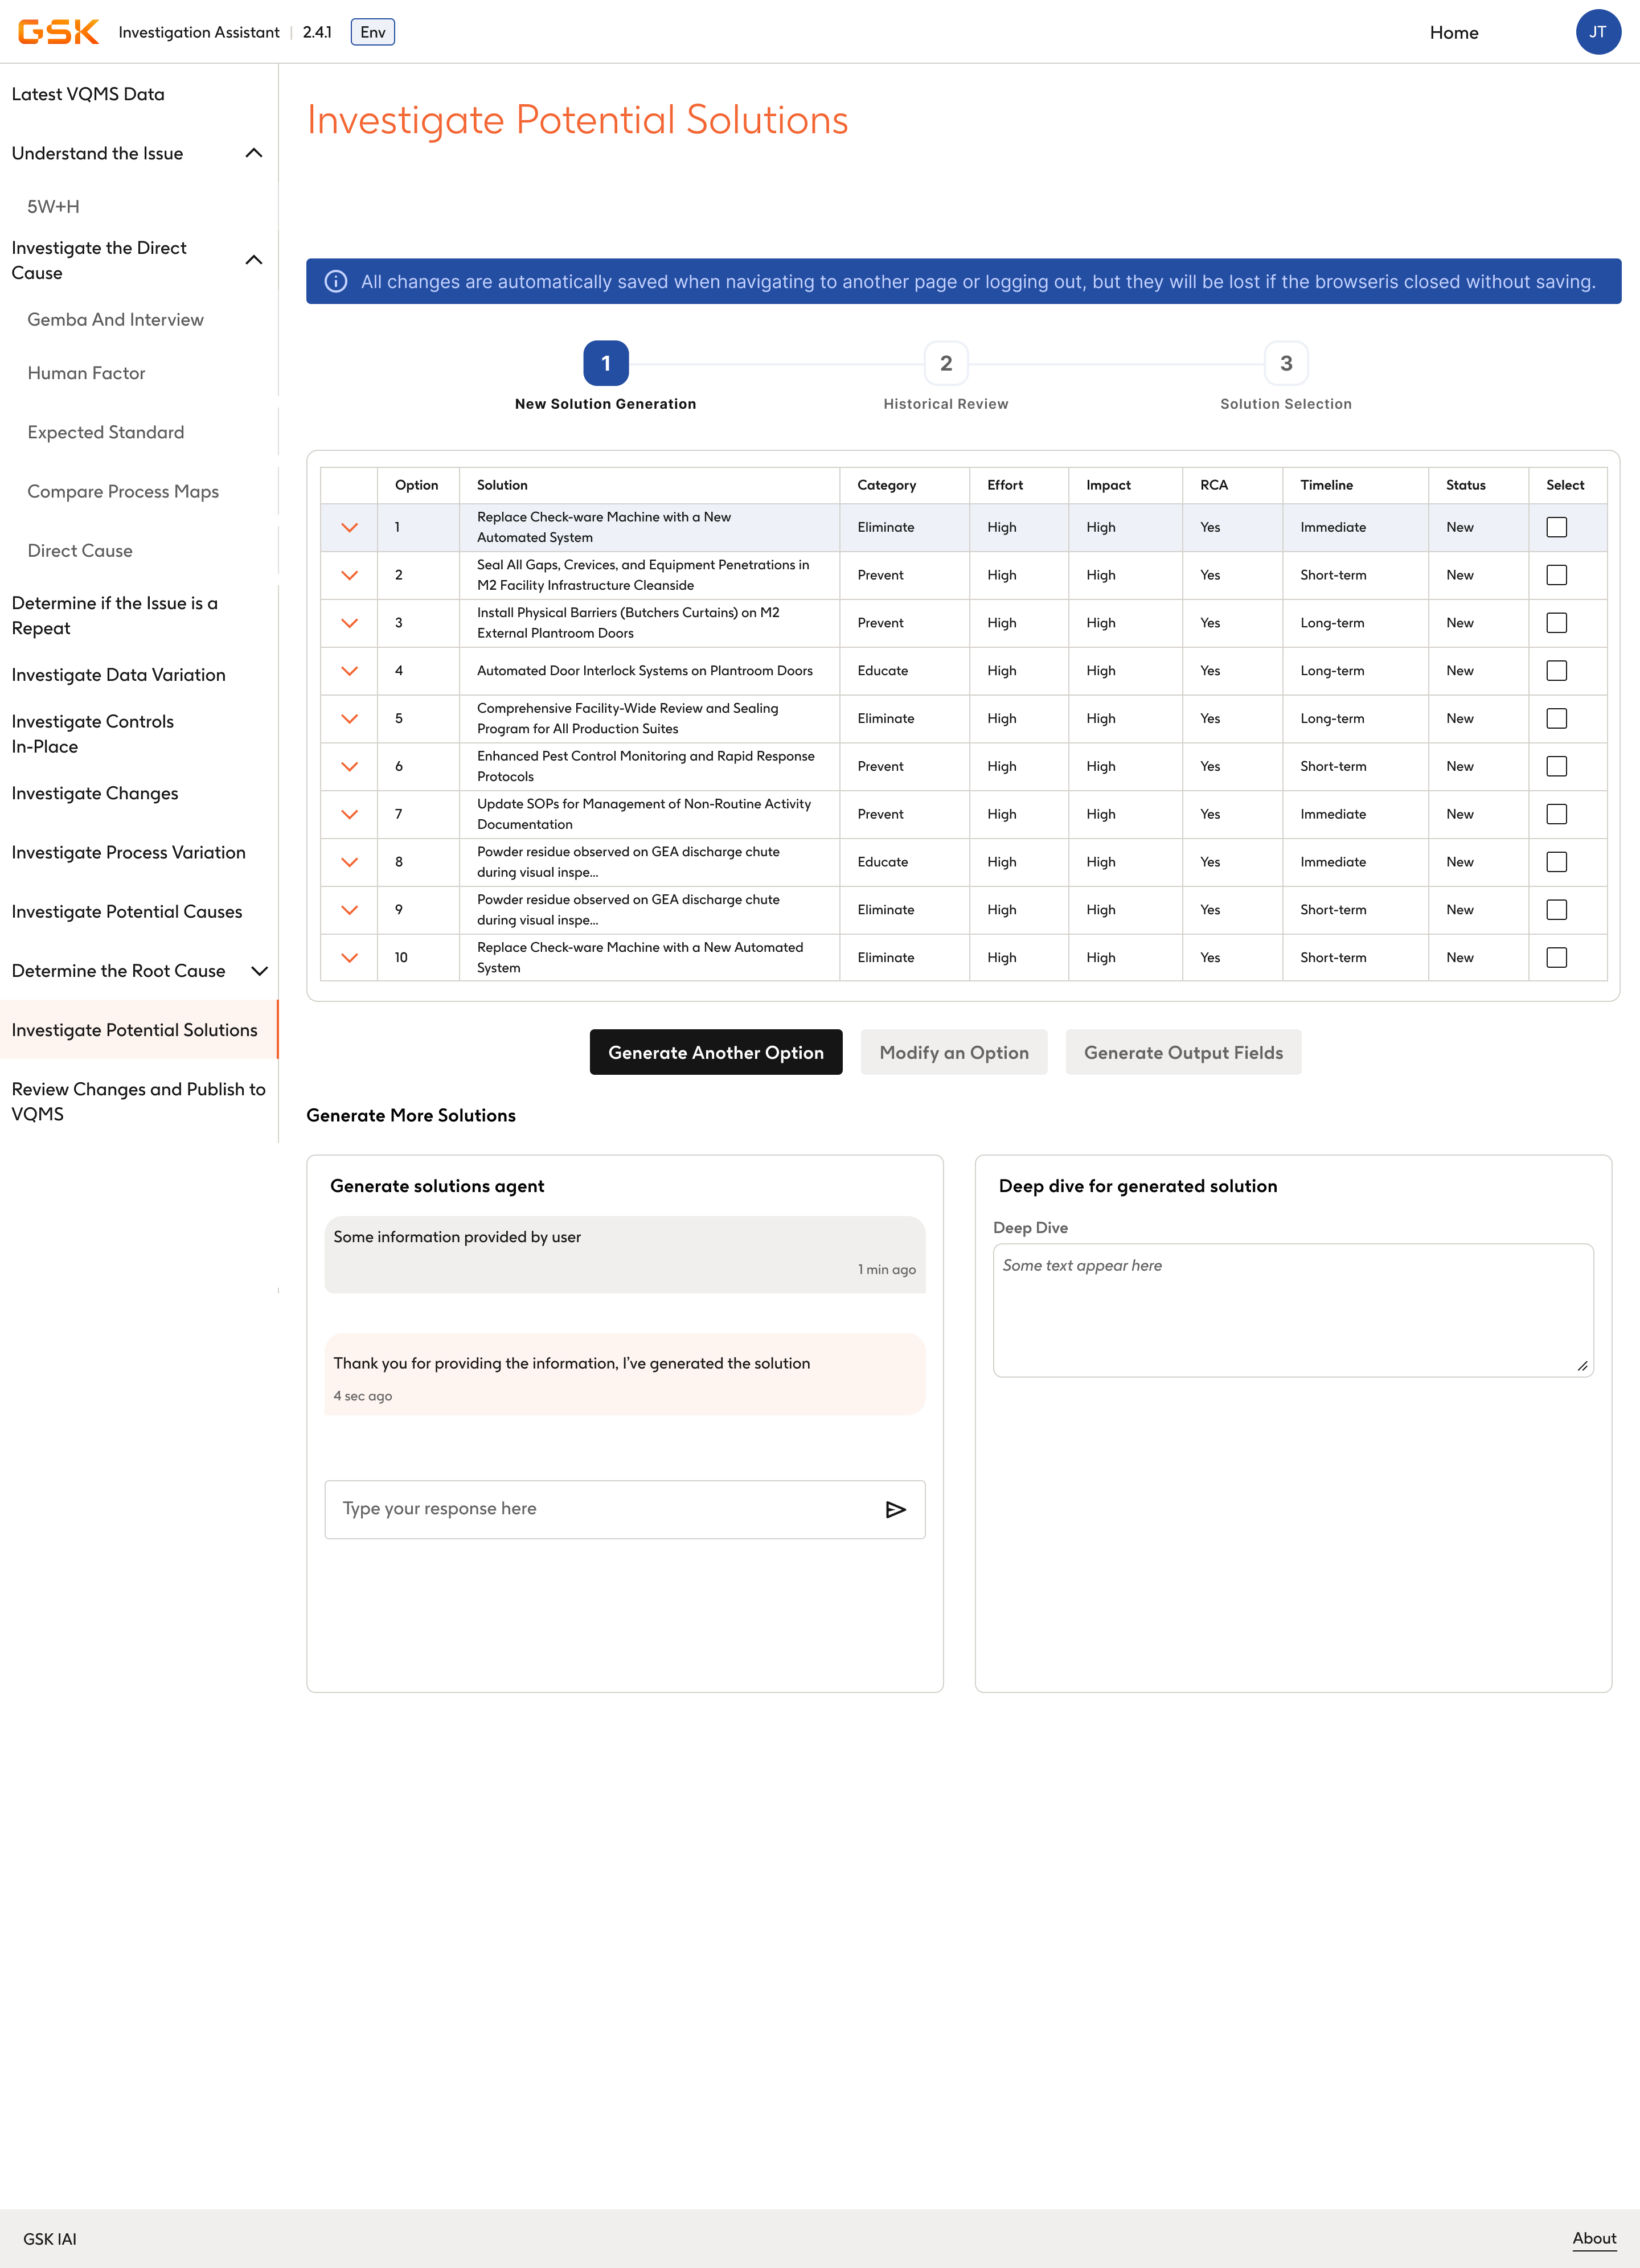 GSK Investigation Assistant | 2.4.1 Env Home JT
Latest VQMS Data
Understand the Issue
5W+H
Investigate the Direct
Cause
Gemba And Interview
Human Factor
Expected Standard
Compare Process Maps
Direct Cause
Determine if the Issue is a
Repeat
Investigate Data Variation
Investigate Controls
In-Place
Investigate Changes
Investigate Process Variation
Investigate Potential Causes
Determine the Root Cause
Investigate Potential Solutions
Review Changes and Publish to
VQMS
Investigate Potential Solutions
All changes are automatically saved when navigating to another page or logging out, but they will be lost if the browseris closed without saving.
1 2 3
New Solution Generation Historical Review Solution Selection
Option Solution Category Effort Impact RCA Timeline Status Select
1 Replace Check-ware Machine with a New
Automated System Eliminate High High Yes Immediate New
2 Seal All Gaps, Crevices, and Equipment Penetrations in
M2 Facility Infrastructure Cleanside Prevent High High Yes Short-term New
3 Install Physical Barriers (Butchers Curtains) on M2
External Plantroom Doors Prevent High High Yes Long-term New
4 Automated Door Interlock Systems on Plantroom Doors Educate High High Yes Long-term New
5 Comprehensive Facility-Wide Review and Sealing
Program for All Production Suites Eliminate High High Yes Long-term New
6 Enhanced Pest Control Monitoring and Rapid Response
Protocols Prevent High High Yes Short-term New
7 Update SOPs for Management of Non-Routine Activity
Documentation Prevent High High Yes Immediate New
8 Powder residue observed on GEA discharge chute
during visual inspe... Educate High High Yes Immediate New
9 Powder residue observed on GEA discharge chute
during visual inspe... Eliminate High High Yes Short-term New
10 Replace Check-ware Machine with a New Automated
System Eliminate High High Yes Short-term New
Generate Another Option Modify an Option Generate Output Fields
Generate More Solutions
Generate solutions agent
Some information provided by user
1 min ago
Thank you for providing the information, I've generated the solution
4 sec ago
Type your response here
Deep dive for generated solution
Deep Dive
Some text appear here
GSK IAI About